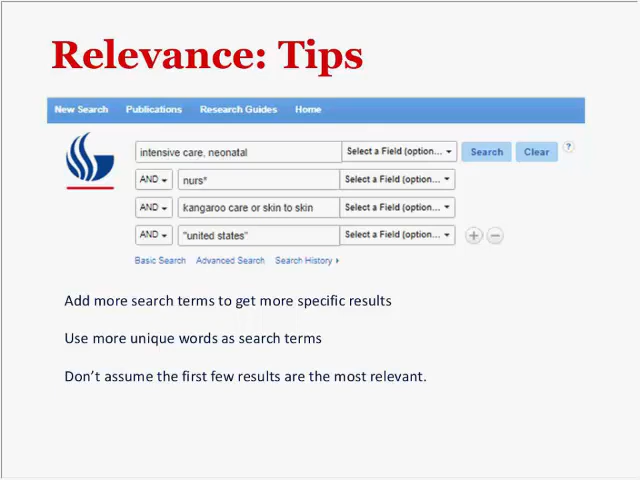 Relevance: Tips
New Search Publications Research Guides Home
intensive care, neonatal Select a Field (option... Search Clear ?
AND nurs* Select a Field (option...
AND kangaroo care or skin to skin Select a Field (option...
AND "united states" Select a Field (option...
Basic Search Advanced Search Search History
Add more search terms to get more specific results
Use more unique words as search terms
Don't assume the first few results are the most relevant.